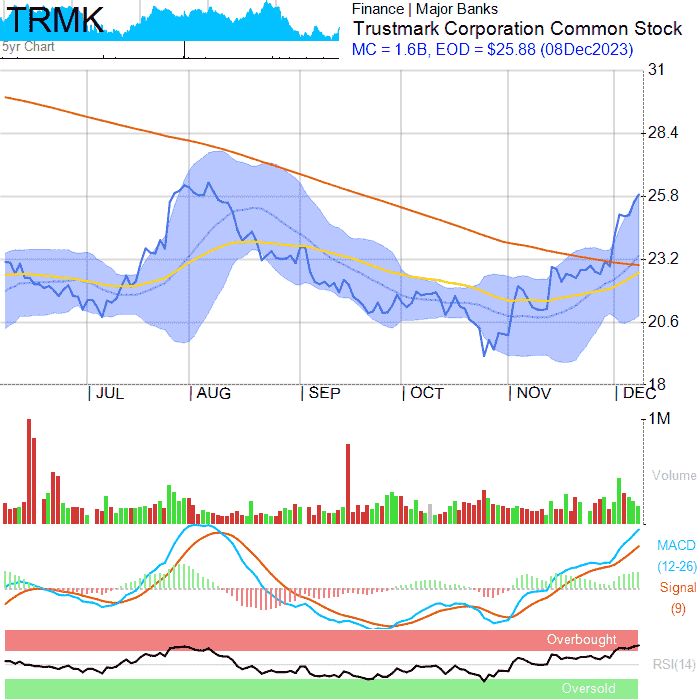 TRMK
5yr Chart
Finance | Major Banks
Trustmark Corporation Common Stock
MC = 1.6B, EOD = $25.88 (08Dec2023)
31
28.4
25.8
23.2
20.6
18
JUL AUG SEP OCT NOV DEC
1M
Volume
MACD
(12-26)
Signal
(9)
Overbought
RSI(14)
Oversold